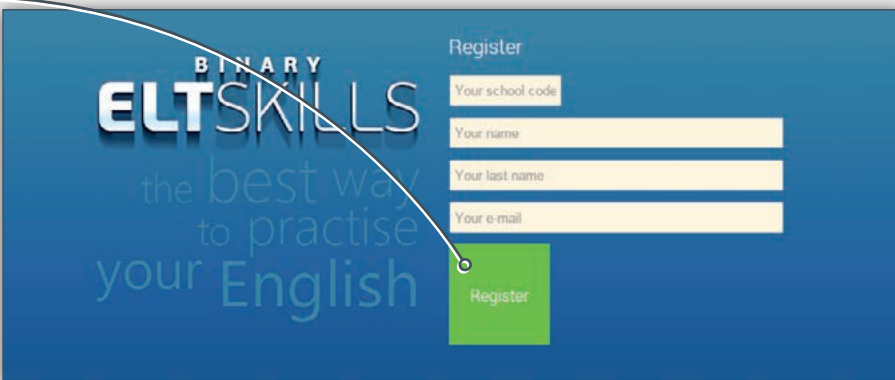 BINARY
ELTSKILLS
the best way
to practise
your English
Register
Your school code
Your name
Your last name
Your e-mail
Register